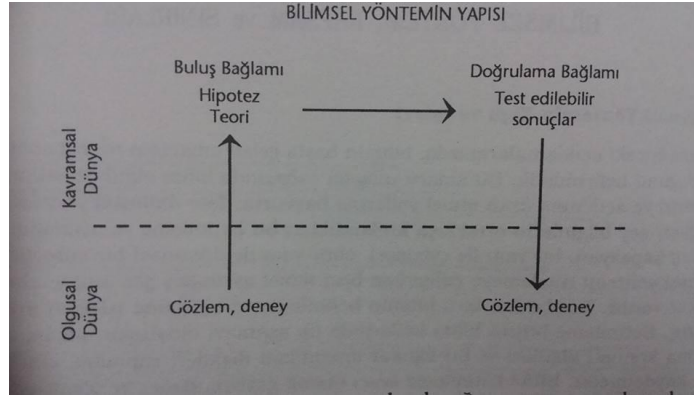 BİLİMSEL YÖNTEMİN YAPISI
Buluş Bağlamı
Hipotez
Teori
Doğrulama Bağlamı
Test edilebilir
sonuçlar
Kavramsal
Dünya
Olgusal
Dünya
Gözlem, deney
Gözlem, deney